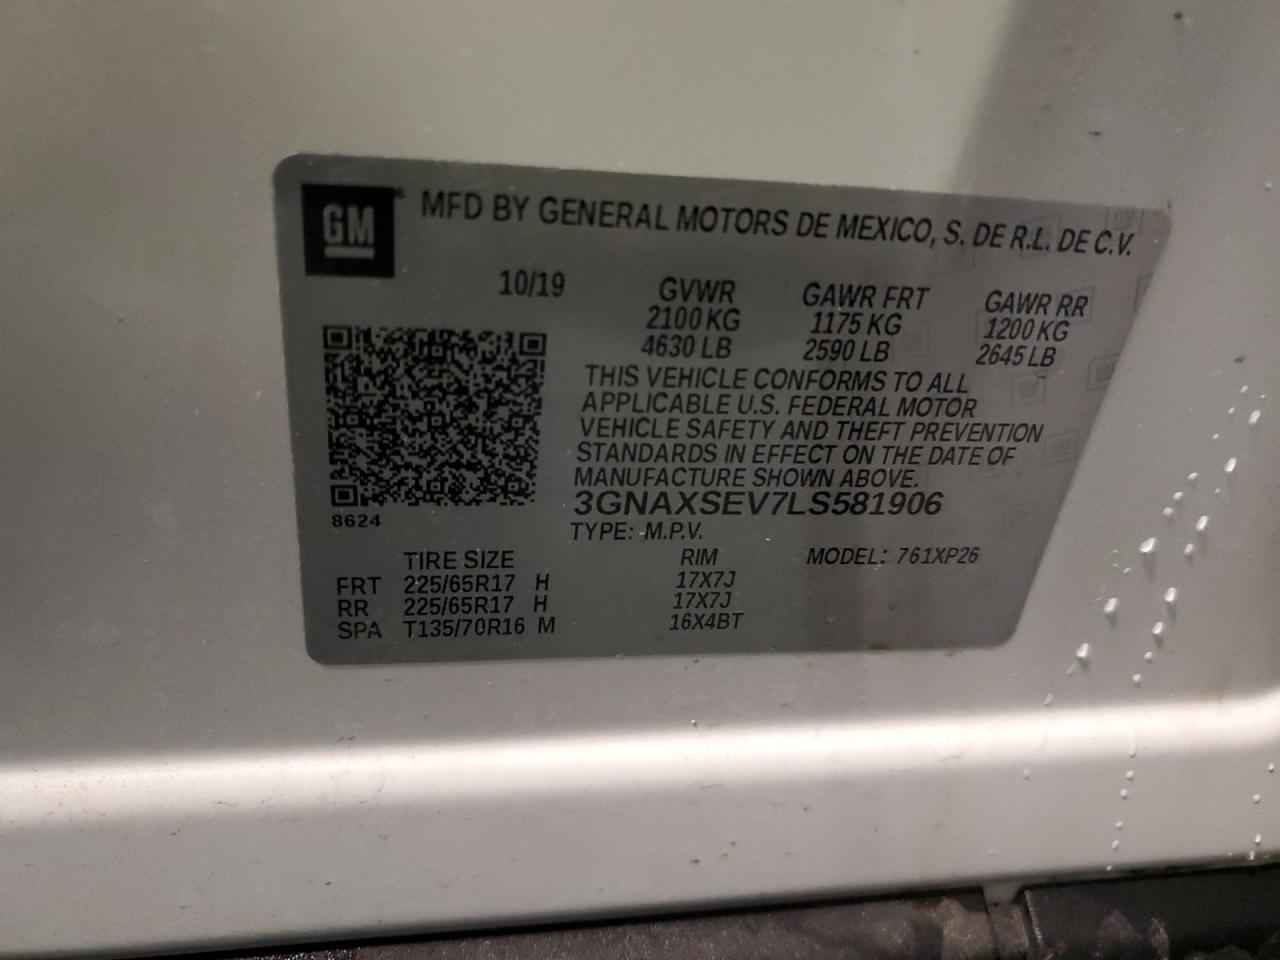 GM® MFD BY GENERAL MOTORS DE MEXICO, S. DE R.L. DE C.V.
10/19 GVWR GAWR FRT GAWR RR
2100 KG 1175 KG 1200 KG
4630 LB 2590 LB 2645 LB
THIS VEHICLE CONFORMS TO ALL
APPLICABLE U.S. FEDERAL MOTOR
VEHICLE SAFETY AND THEFT PREVENTION
STANDARDS IN EFFECT ON THE DATE OF
MANUFACTURE SHOWN ABOVE.
3GNAXSEV7LS581906
8624
TYPE: M.P.V.
TIRE SIZE RIM MODEL: 761XP26
FRT 225/65R17 H 17X7J
RR 225/65R17 H 17X7J
SPA T135/70R16 M 16X4BT